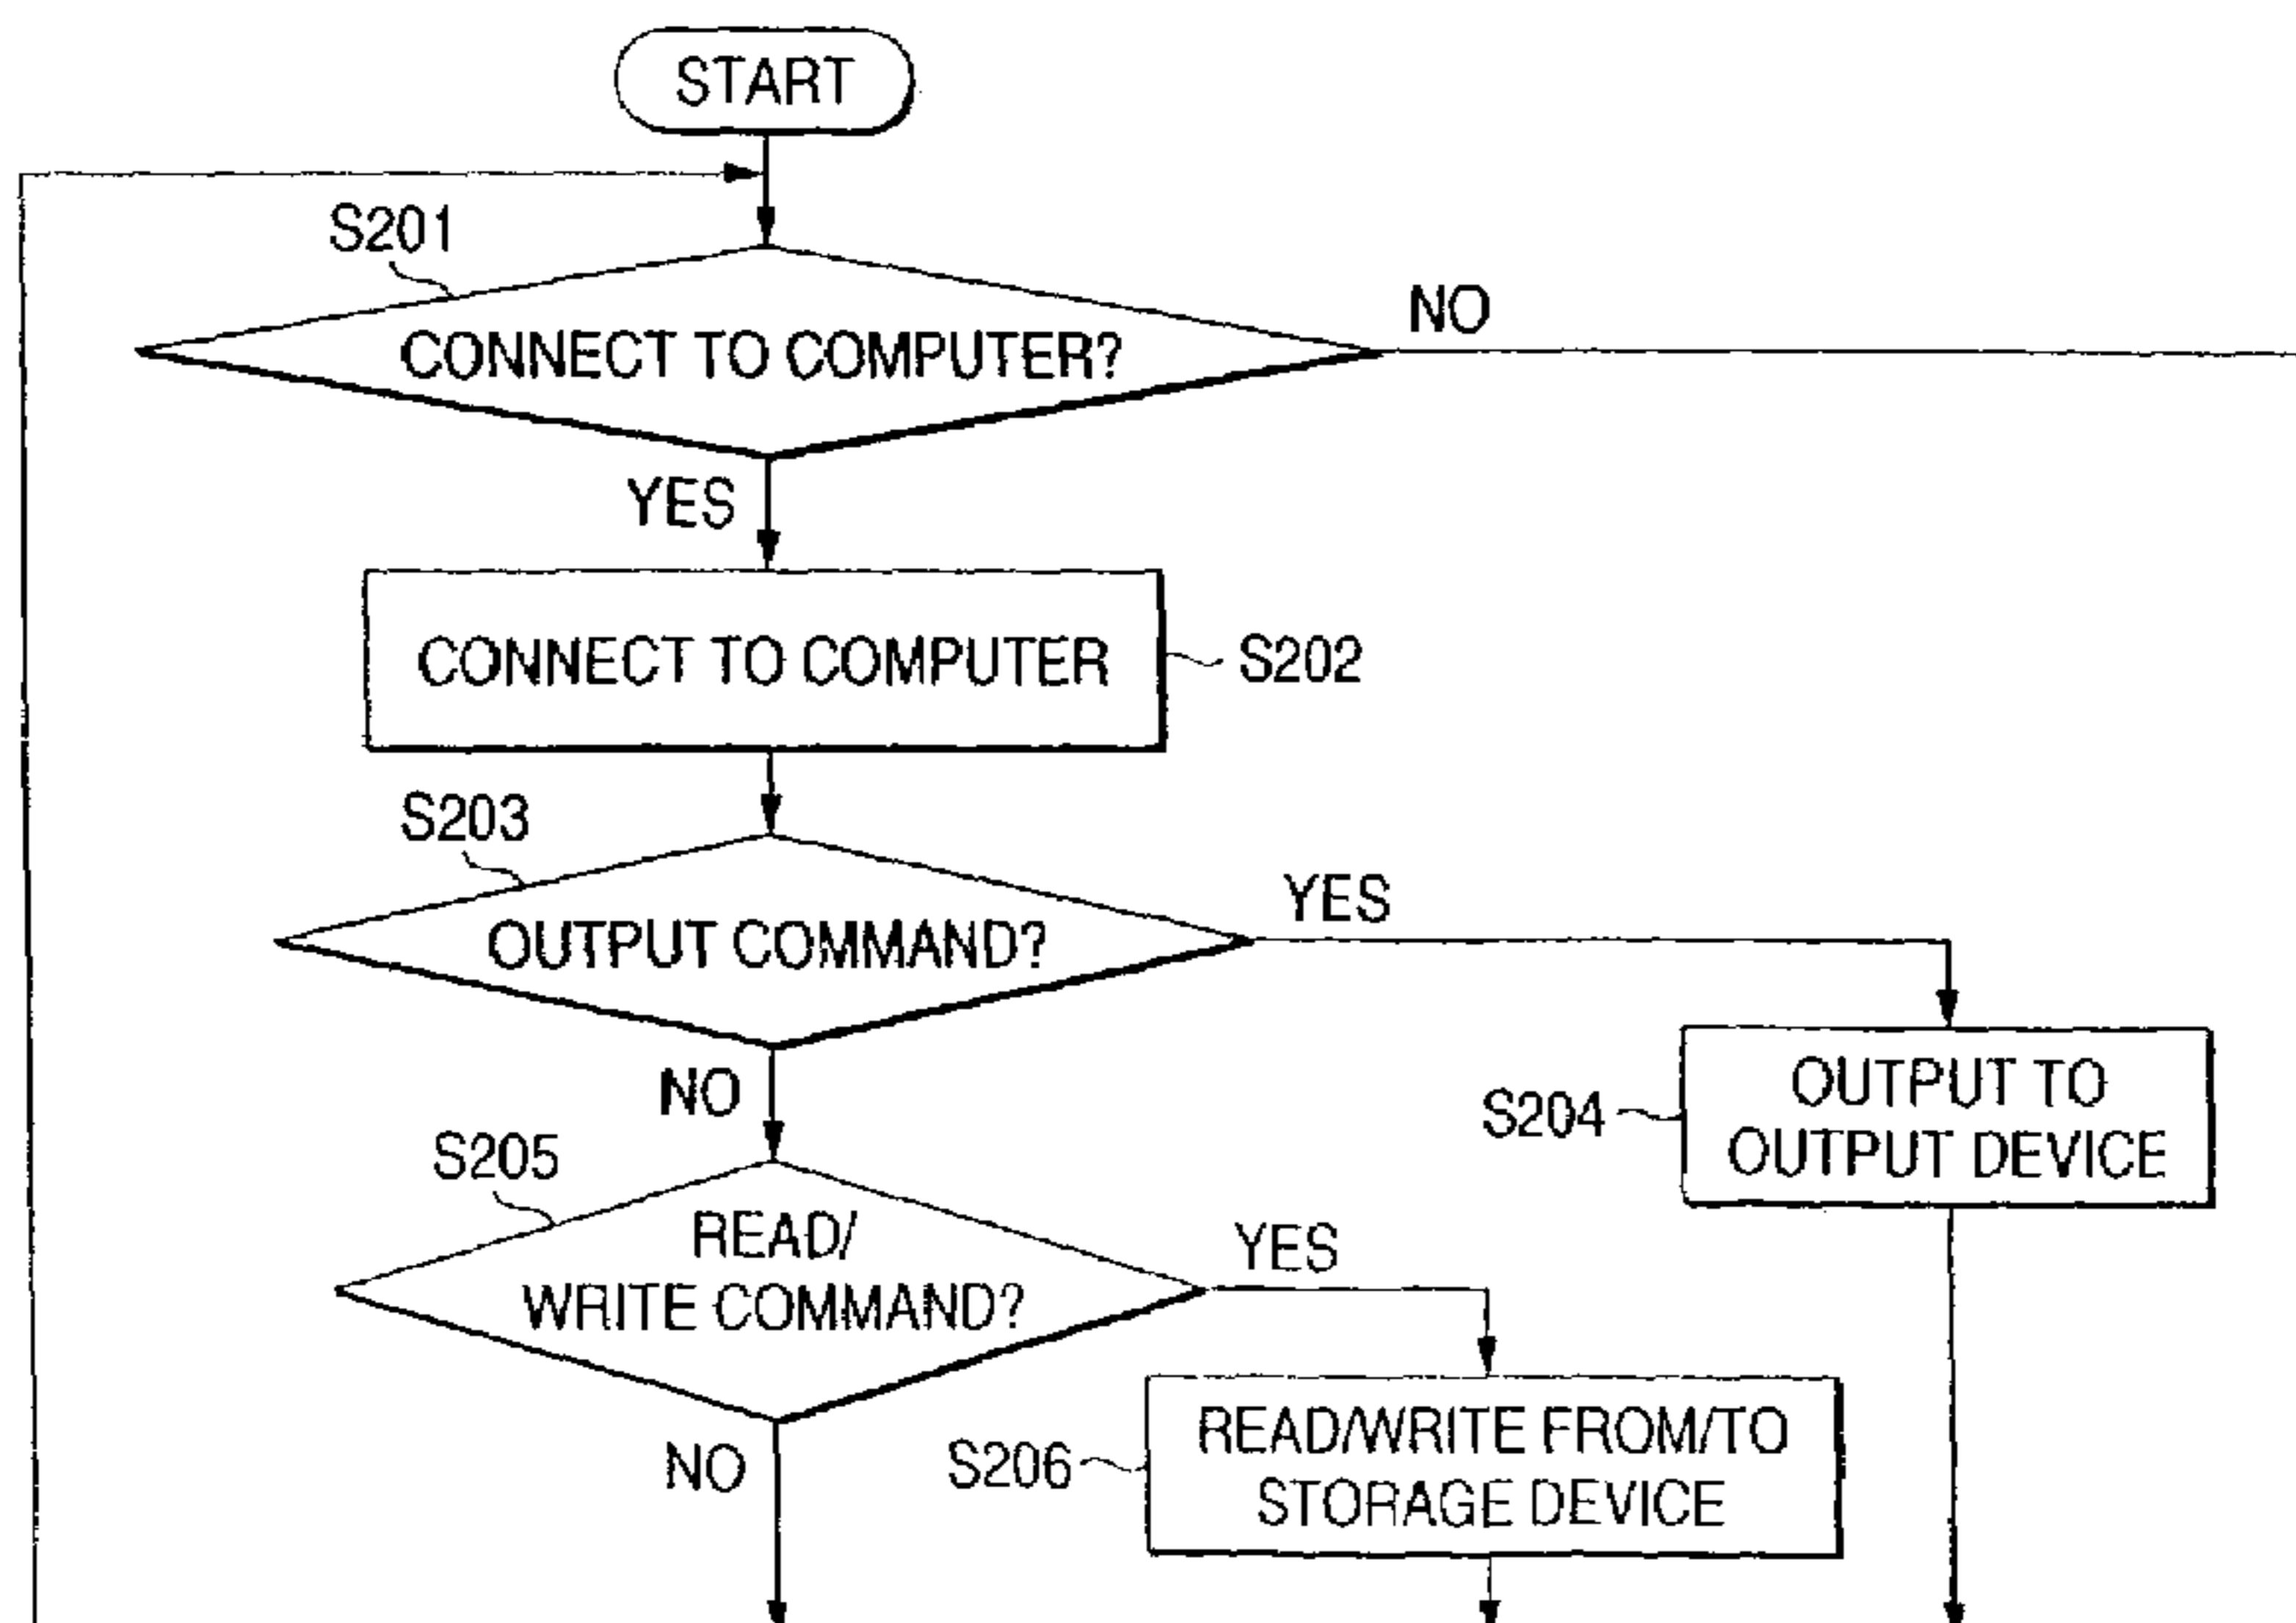 START
S201
NO
CONNECT TO COMPUTER?
YES
CONNECT TO COMPUTER
S202
S203
YES
OUTPUT COMMAND?
NO
OUTPUT TO
OUTPUT DEVICE
S204
S205
READ/
WRITE COMMAND?
YES
NO
READ/WRITE FROM/TO
STORAGE DEVICE
S206